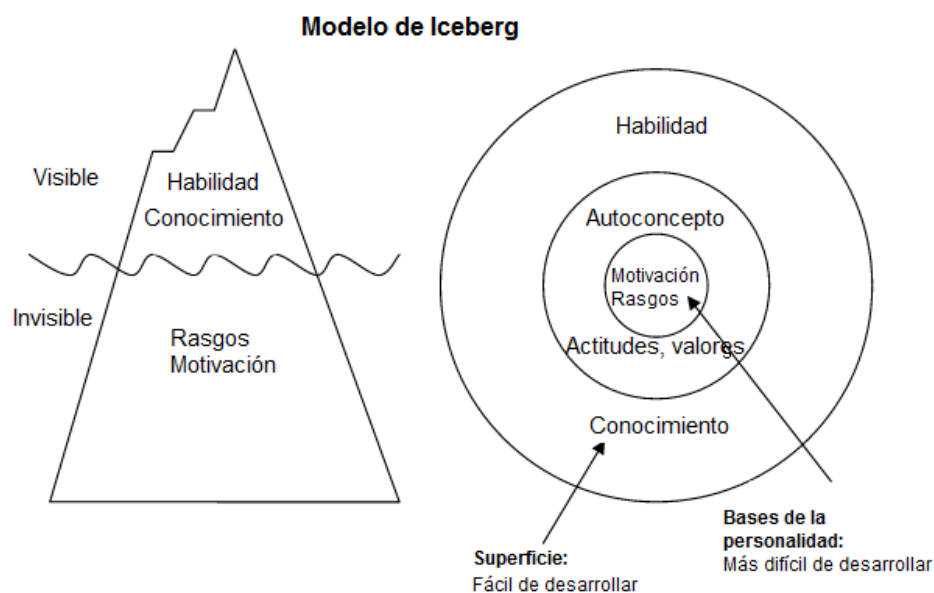 Modelo de Iceberg
Visible
Habilidad
Conocimiento
Invisible
Rasgos
Motivación
Habilidad
Autoconcepto
Motivación
Rasgos
Actitudes, valores
Conocimiento
Superficie:
Fácil de desarrollar
Bases de la
personalidad:
Más difícil de desarrollar